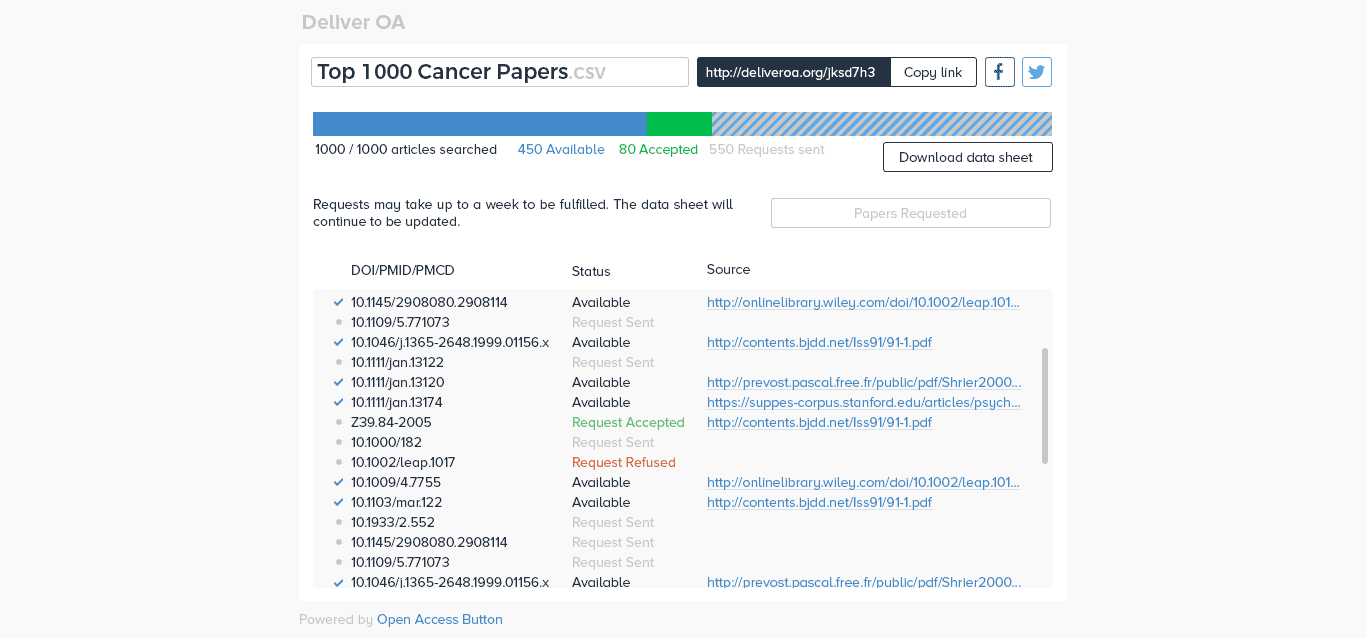 Deliver OA
Top 1000 Cancer Papers.csv http://deliveroa.org/jksd7h3 Copy link
1000 / 1000 articles searched 450 Available 80 Accepted 550 Requests sent
Download data sheet
Requests may take up to a week to be fulfilled. The data sheet will
continue to be updated.
Papers Requested
DOI/PMID/PMCD Status Source
10.1145/2908080.2908114 Available http://onlinelibrary.wiley.com/doi/10.1002/leap.101...
10.1109/5.771073 Request Sent
10.1046/j.1365-2648.1999.01156.x Available http://contents.bjdd.net/Iss91/91-1.pdf
10.1111/jan.13122 Request Sent
10.1111/jan.13120 Available http://prevost.pascal.free.fr/public/pdf/Shrier2000...
10.1111/jan.13174 Available https://suppes-corpus.stanford.edu/articles/psych...
Z39.84-2005 Request Accepted http://contents.bjdd.net/Iss91/91-1.pdf
10.1000/182 Request Sent
10.1002/leap.1017 Request Refused
10.1009/4.7755 Available http://onlinelibrary.wiley.com/doi/10.1002/leap.101...
10.1103/mar.122 Available http://contents.bjdd.net/Iss91/91-1.pdf
10.1933/2.552 Request Sent
10.1145/2908080.2908114 Request Sent
10.1109/5.771073 Request Sent
10.1046/j.1365-2648.1999.01156.x Available http://prevost.pascal.free.fr/public/pdf/Shrier2000...
Powered by Open Access Button